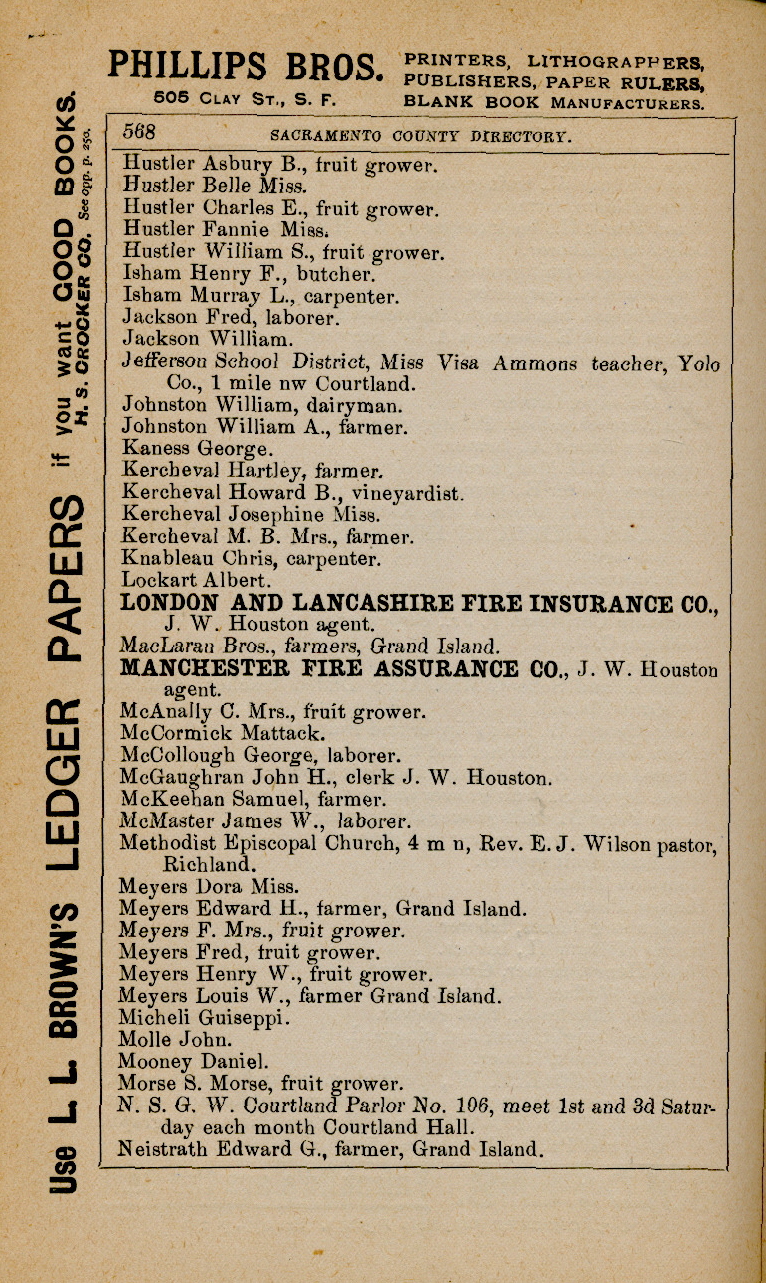 PHILLIPS BROS.
505 CLAY ST., S. F.
PRINTERS, LITHOGRAPHERS,
PUBLISHERS, PAPER RULERS,
BLANK BOOK MANUFACTURERS.
Use L. L. BROWN'S LEDGER PAPERS if you want GOOD BOOKS.
H. S. CROCKER CO. See opp. p. 250.
568 SACRAMENTO COUNTY DIRECTORY.
Hustler Asbury B., fruit grower.
Hustler Belle Miss.
Hustler Charles E., fruit grower.
Hustler Fannie Miss.
Hustler William S., fruit grower.
Isham Henry F., butcher.
Isham Murray L., carpenter.
Jackson Fred, laborer.
Jackson William.
Jefferson School District, Miss Visa Ammons teacher, Yolo
Co., 1 mile nw Courtland.
Johnston William, dairyman.
Johnston William A., farmer.
Kaness George.
Kercheval Hartley, farmer.
Kercheval Howard B., vineyardist.
Kercheval Josephine Miss.
Kercheval M. B. Mrs., farmer.
Knableau Chris, carpenter.
Lockart Albert.
LONDON AND LANCASHIRE FIRE INSURANCE CO.,
J. W. Houston agent.
MacLaran Bros., farmers, Grand Island.
MANCHESTER FIRE ASSURANCE CO., J. W. Houston
agent.
McAnally C. Mrs., fruit grower.
McCormick Mattack.
McCollough George, laborer.
McGaughran John H., clerk J. W. Houston.
McKeehan Samuel, farmer.
McMaster James W., laborer.
Methodist Episcopal Church, 4 m n, Rev. E. J. Wilson pastor,
Richland.
Meyers Dora Miss.
Meyers Edward H., farmer, Grand Island.
Meyers F. Mrs., fruit grower.
Meyers Fred, fruit grower.
Meyers Henry W., fruit grower.
Meyers Louis W., farmer Grand Island.
Micheli Guiseppi.
Molle John.
Mooney Daniel.
Morse S. Morse, fruit grower.
N. S. G. W. Courtland Parlor No. 106, meet 1st and 3d Satur-
day each month Courtland Hall.
Neistrath Edward G., farmer, Grand Island.